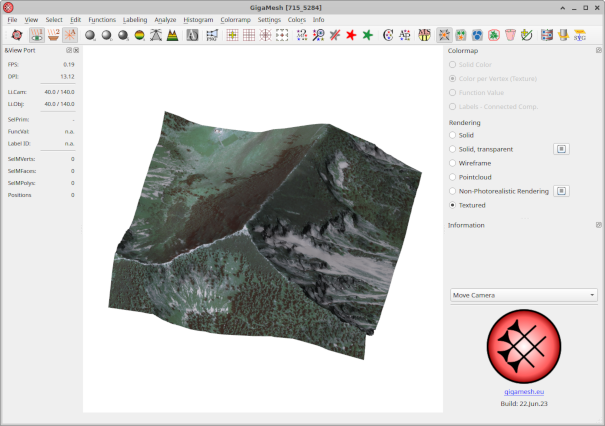 GigaMesh [715_5284]
File View Select Edit Functions Labeling Analyze Histogram Colorramp Settings Colors Info
&View Port
FPS: 0.19
DPI: 13.12
Li.Cam: 40.0 / 140.0
Li.Obj: 40.0 / 140.0
SelPrim: -
FuncVal: n.a.
Label ID: n.a.
SelMVerts: 0
SelMFaces: 0
SelMPolys: 0
Positions 0
Colormap
Solid Color
Color per Vertex (Texture)
Function Value
Labels - Connected Comp.
Rendering
Solid
Solid, transparent
Wireframe
Pointcloud
Non-Photorealistic Rendering
Textured
Information
Move Camera
gigamesh.eu
Build: 22.Jun.23